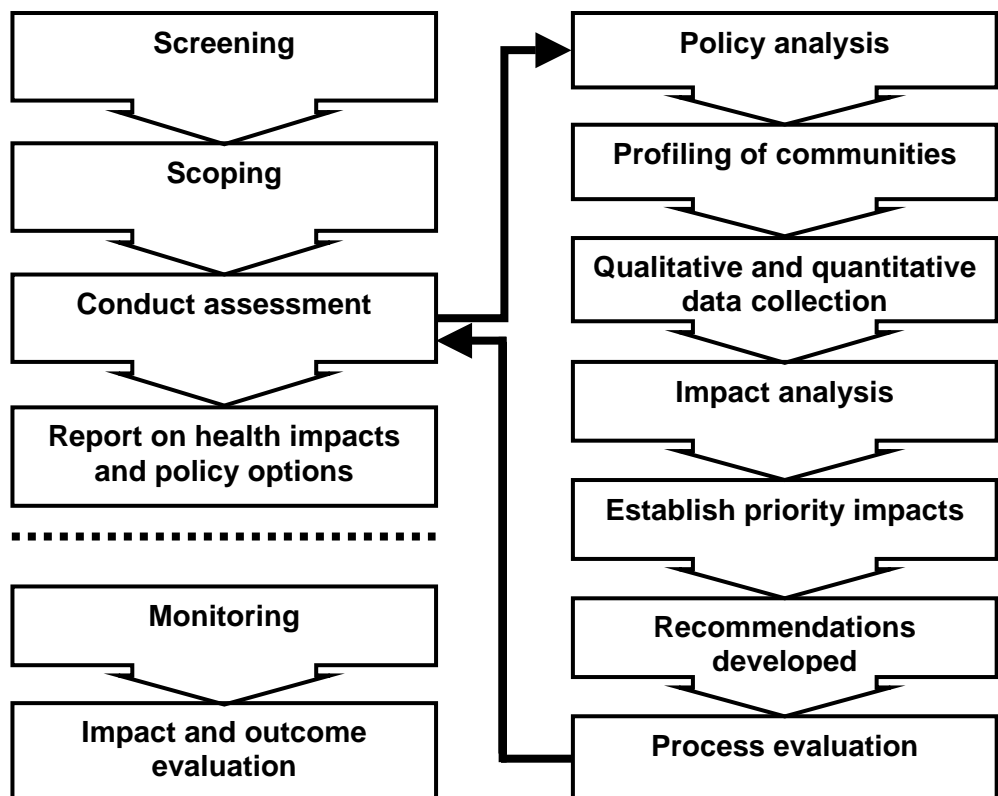 Screening
Scoping
Conduct assessment
Report on health impacts
and policy options
Monitoring
Impact and outcome
evaluation
Policy analysis
Profiling of communities
Qualitative and quantitative
data collection
Impact analysis
Establish priority impacts
Recommendations
developed
Process evaluation